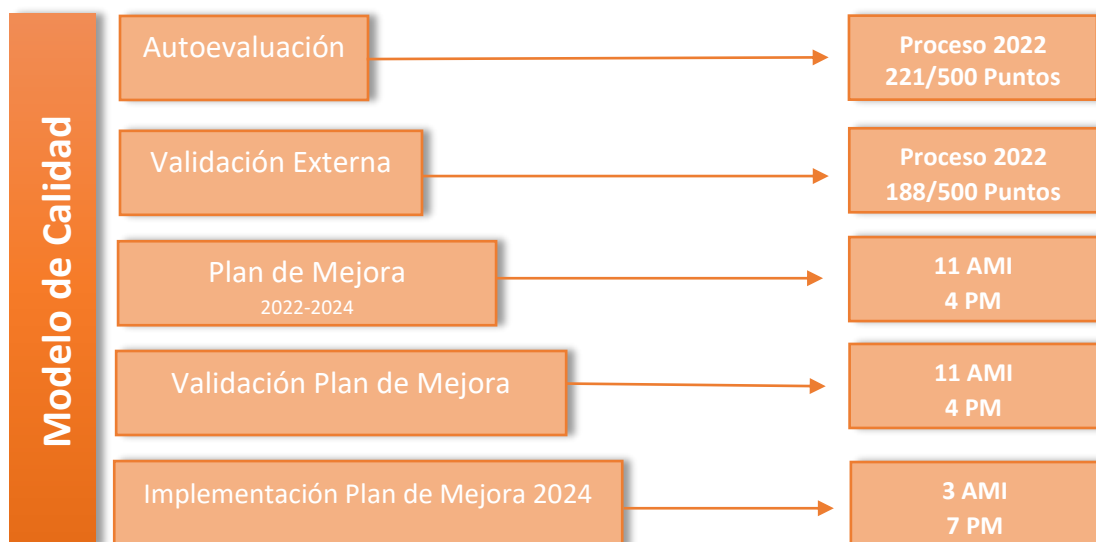 Modelo de Calidad
Autoevaluación
Proceso 2022
221/500 Puntos
Validación Externa
Proceso 2022
188/500 Puntos
Plan de Mejora
2022-2024
11 AMI
4 PM
Validación Plan de Mejora
11 AMI
4 PM
Implementación Plan de Mejora 2024
3 AMI
7 PM